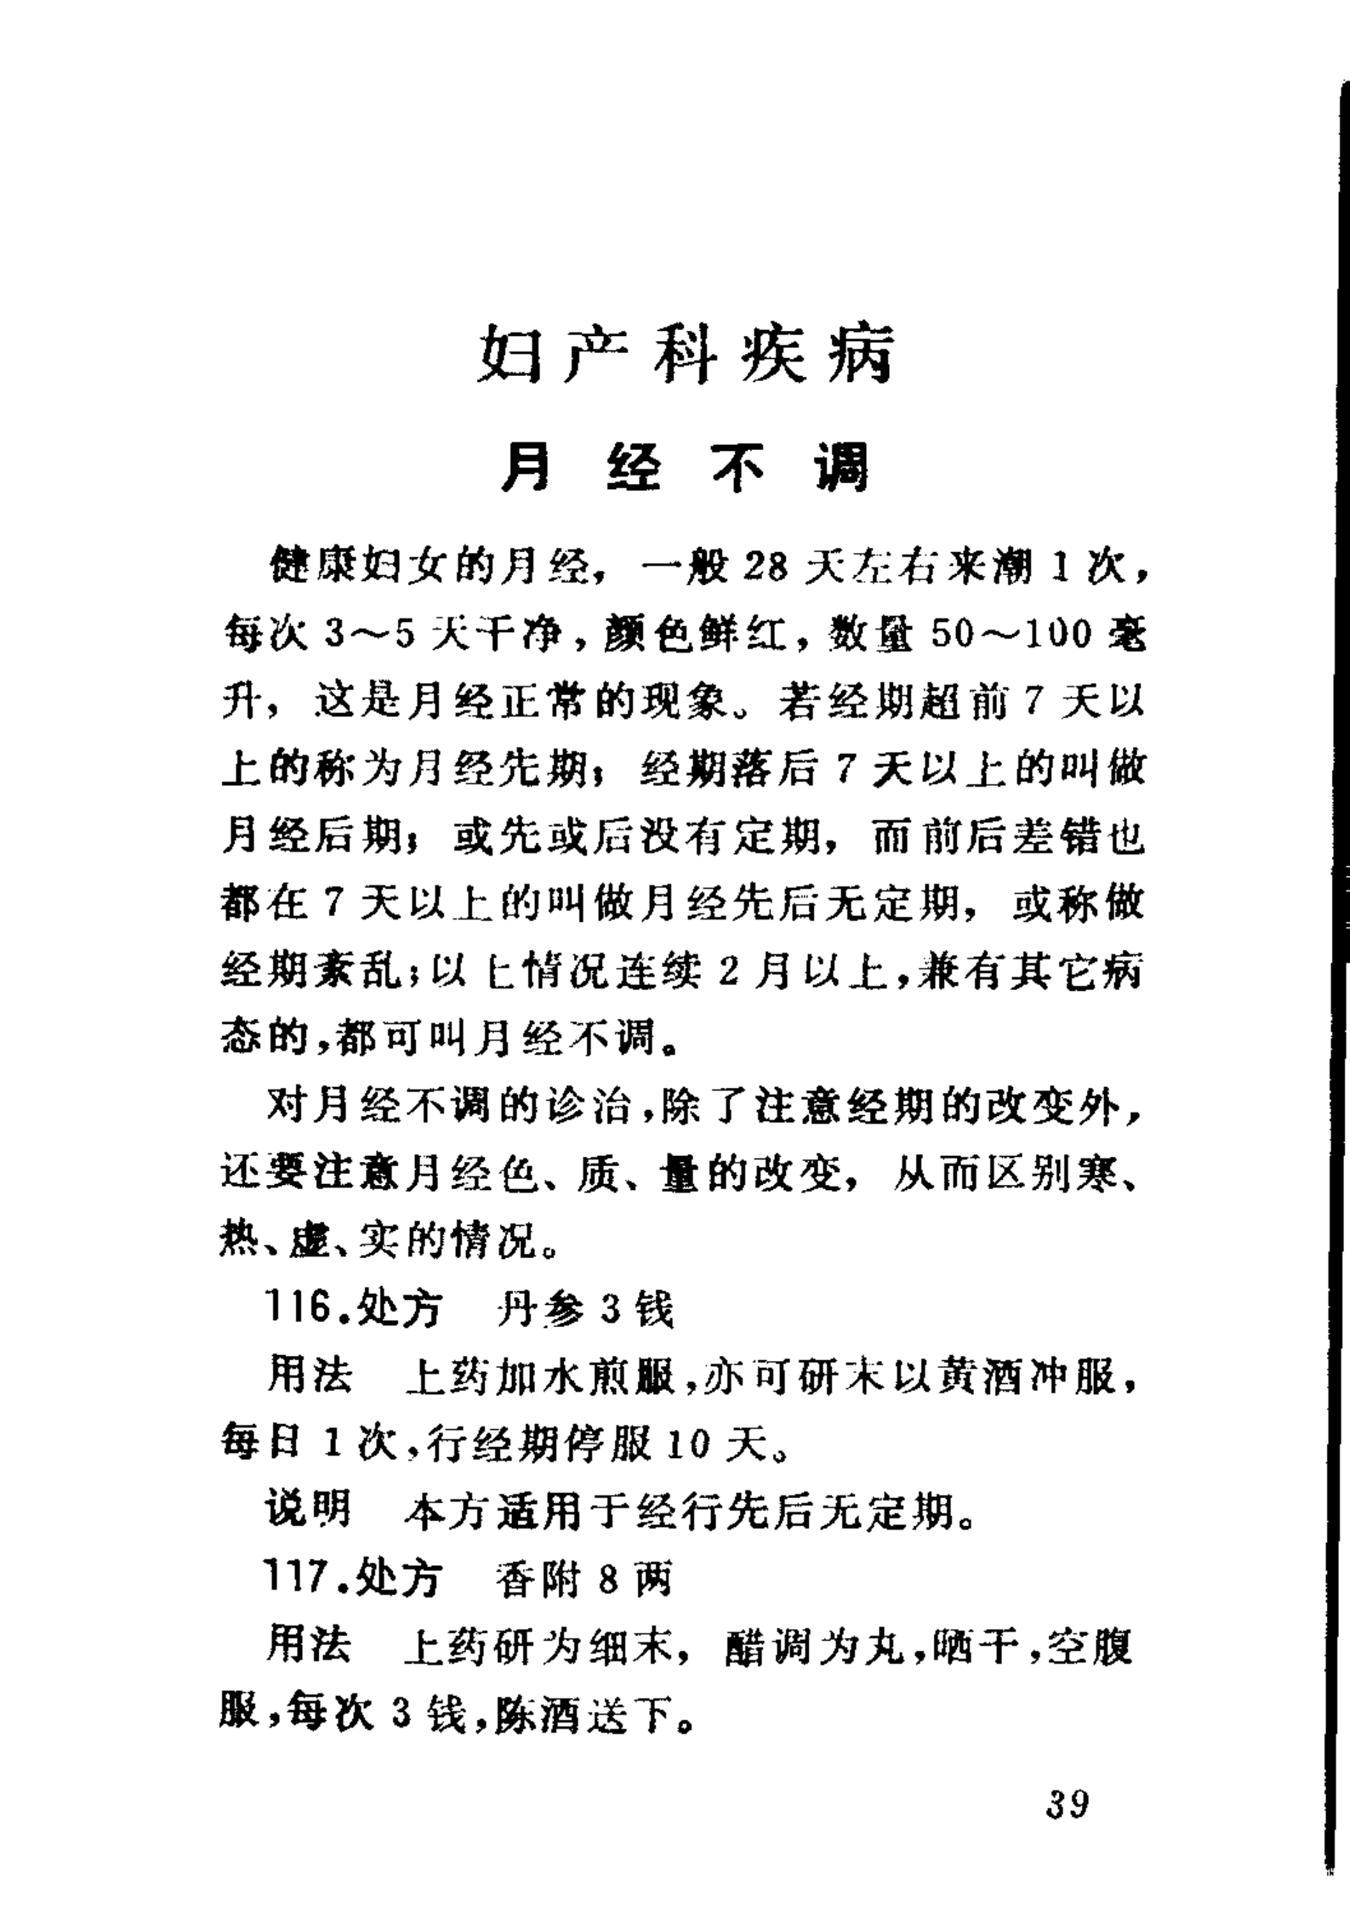 妇产科疾病
月经不调
健康妇女的月经，一般28天左右来潮1次，
每次3～5天干净，颜色鲜红，数量50～100毫
升，这是月经正常的现象。若经期超前7天以
上的称为月经先期；经期落后7天以上的叫做
月经后期；或先或后没有定期，而前后差错也
都在7天以上的叫做月经先后无定期，或称做
经期紊乱；以上情况连续2月以上，兼有其它病
态的，都可叫月经不调。
对月经不调的诊治，除了注意经期的改变外，
还要注意月经色、质、量的改变，从而区别寒、
热、虚、实的情况。
116.处方 丹参3钱
用法 上药加水煎服，亦可研末以黄酒冲服，
每日1次，行经期停服10天。
说明 本方适用于经行先后无定期。
117.处方 香附8两
用法 上药研为细末，醋调为丸，晒干，空腹
服，每次3钱，陈酒送下。
39